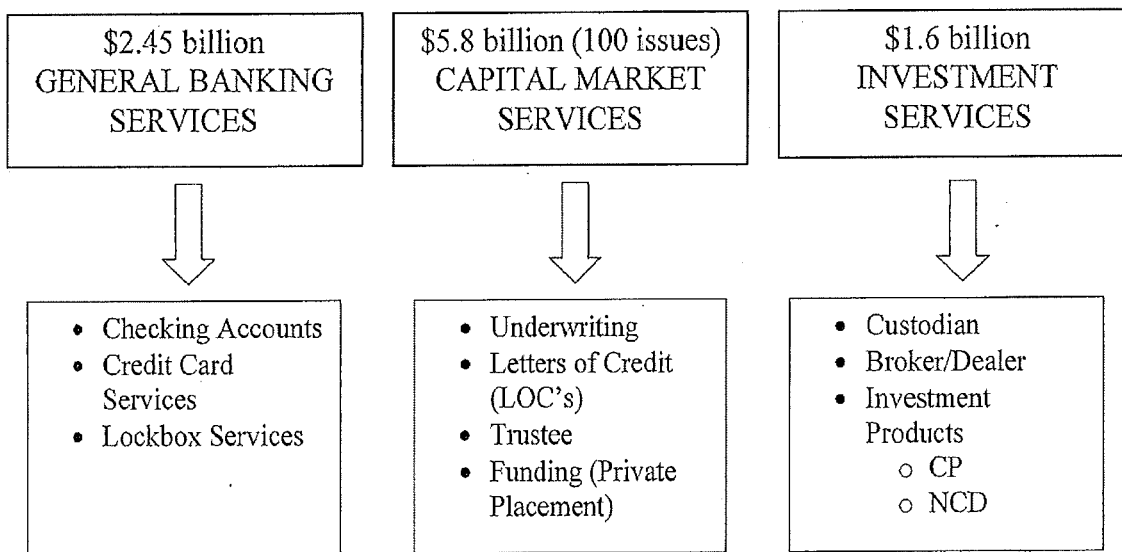 $2.45 billion
GENERAL BANKING
SERVICES
$5.8 billion (100 issues)
CAPITAL MARKET
SERVICES
$1.6 billion
INVESTMENT
SERVICES
• Checking Accounts
• Credit Card
Services
• Lockbox Services
• Underwriting
• Letters of Credit
(LOC's)
• Trustee
• Funding (Private
Placement)
• Custodian
• Broker/Dealer
• Investment
Products
○ CP
○ NCD